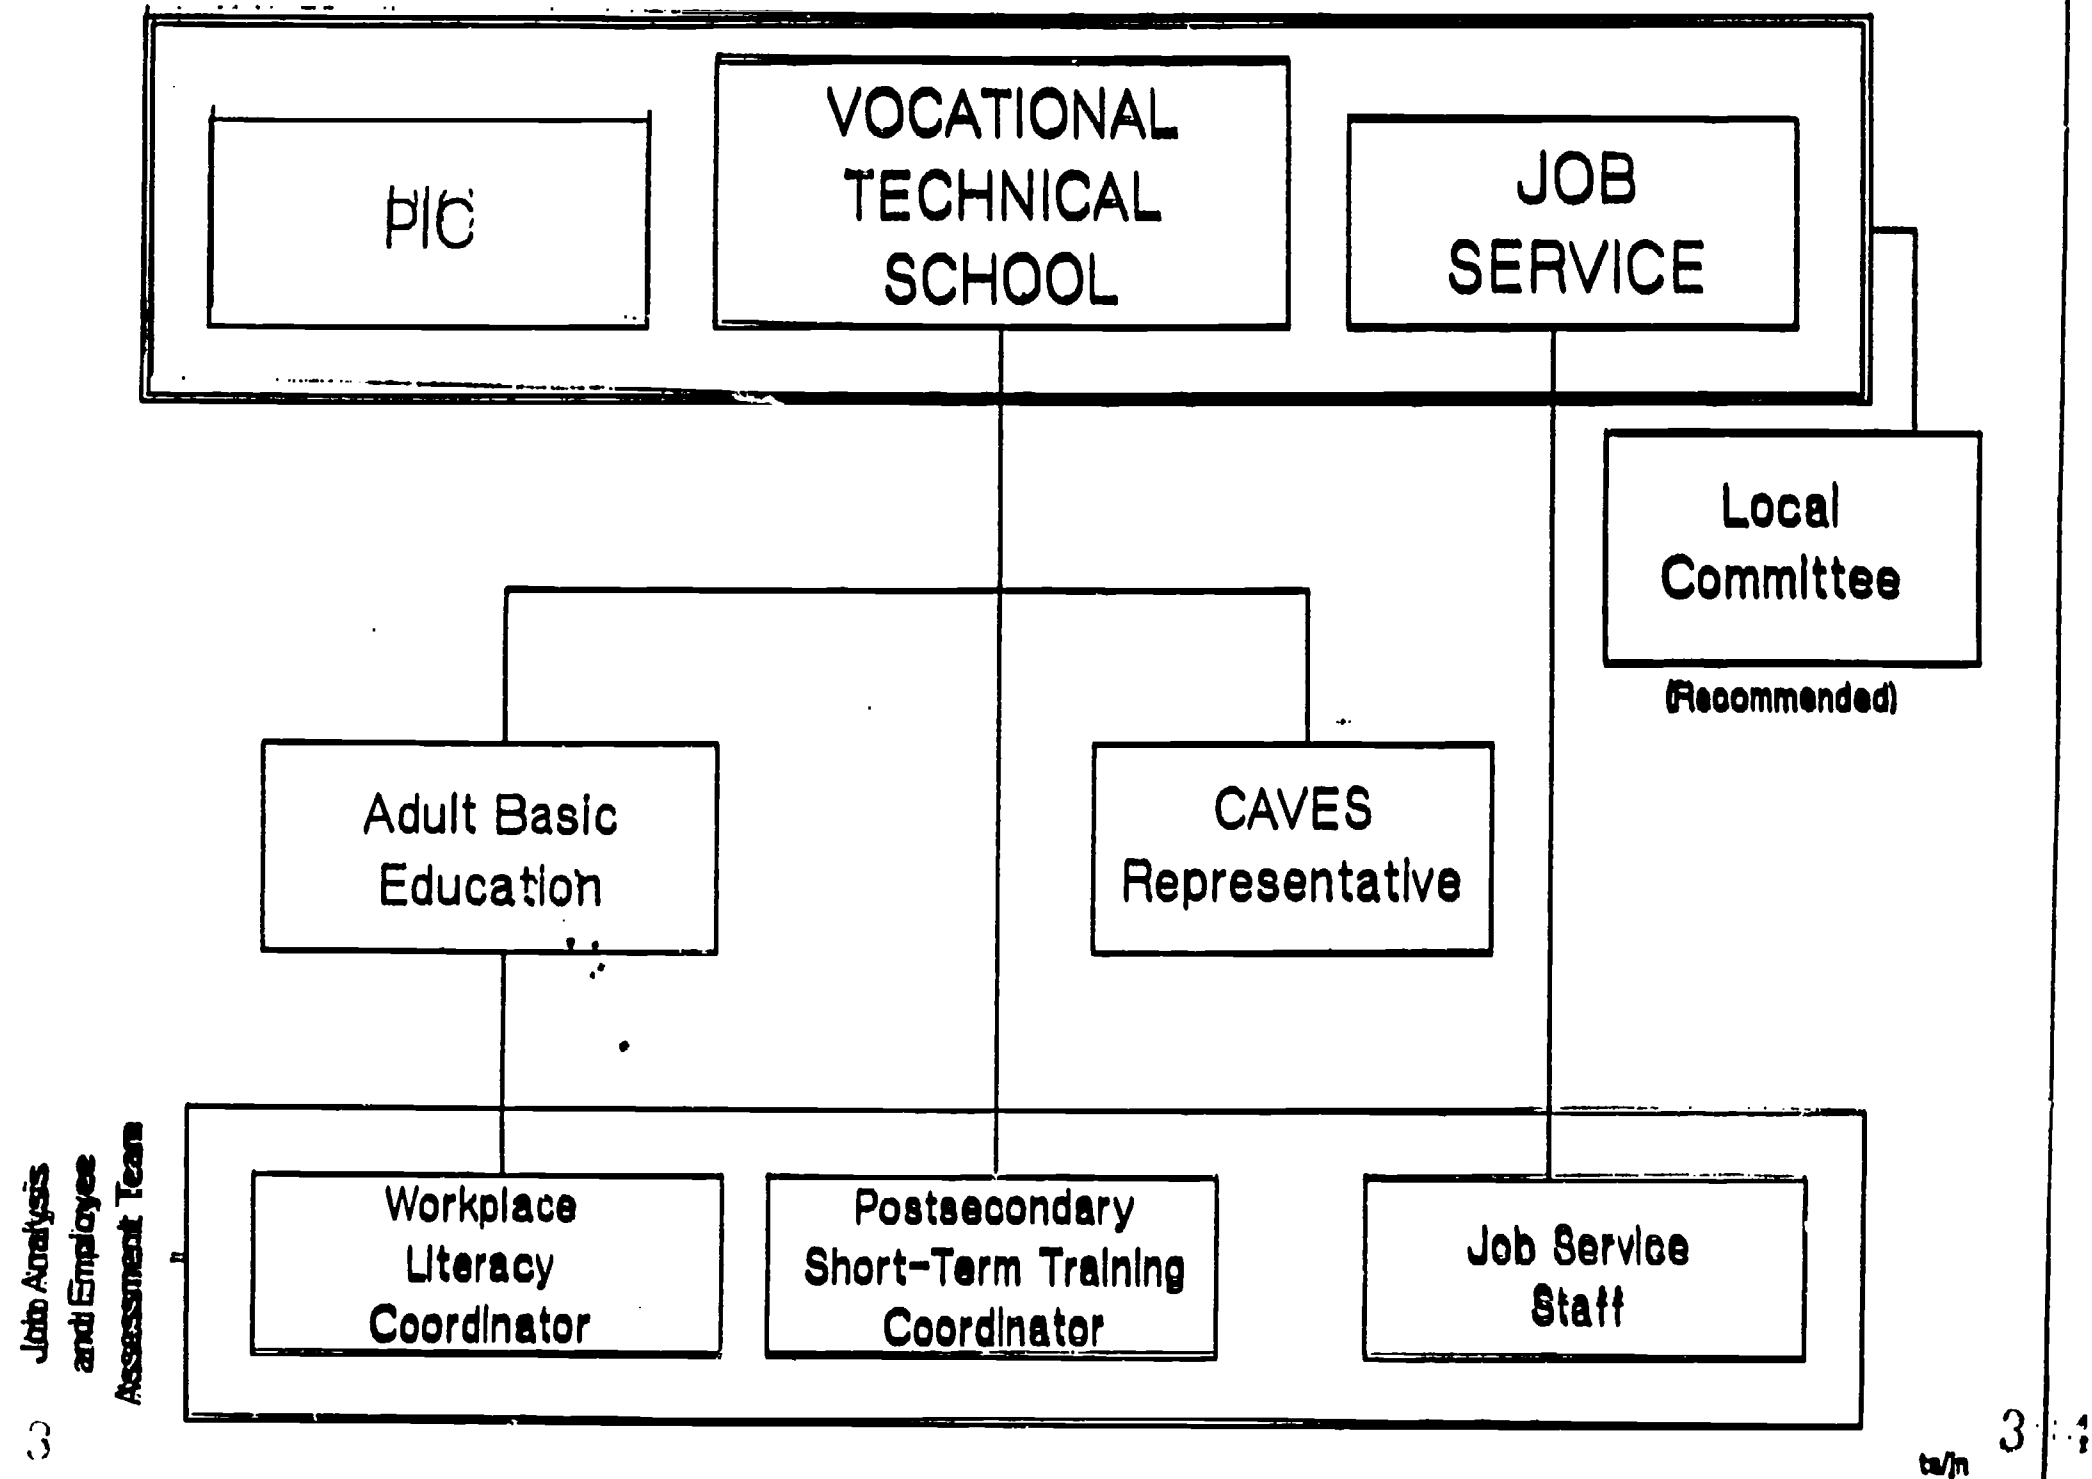 PIC
VOCATIONAL
TECHNICAL
SCHOOL
JOB
SERVICE
Local
Committee
(Recommended)
Adult Basic
Education
CAVES
Representative
Job Analysis
and Employee
Assessment Team
Workplace
Literacy
Coordinator
Postsecondary
Short-Term Training
Coordinator
Job Service
Staff
3